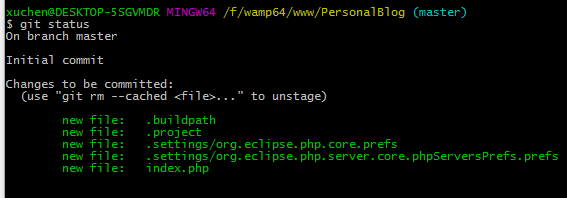 xuchen@DESKTOP-5SGVMDR MINGW64 /f/wamp64/www/PersonalBlog (master)
$ git status
On branch master
Initial commit
Changes to be committed:
  (use "git rm --cached <file>..." to unstage)
        new file:   .buildpath
        new file:   .project
        new file:   .settings/org.eclipse.php.core.prefs
        new file:   .settings/org.eclipse.php.server.core.phpServersPrefs.prefs
        new file:   index.php